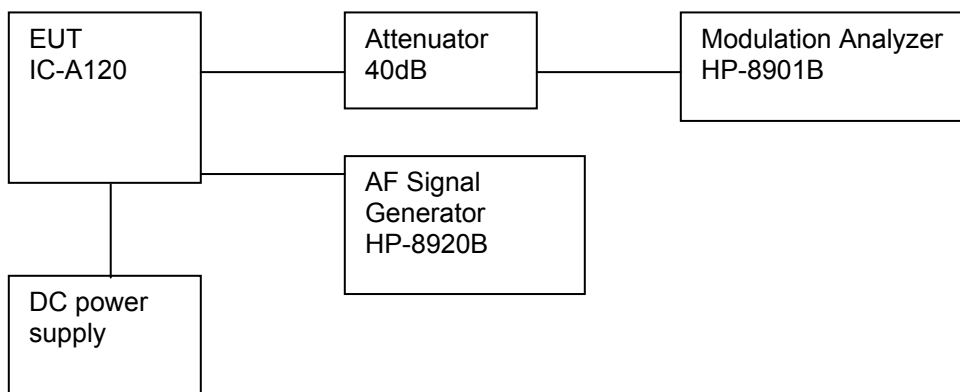 EUT
IC-A120
Attenuator
40dB
Modulation Analyzer
HP-8901B
AF Signal
Generator
HP-8920B
DC power
supply